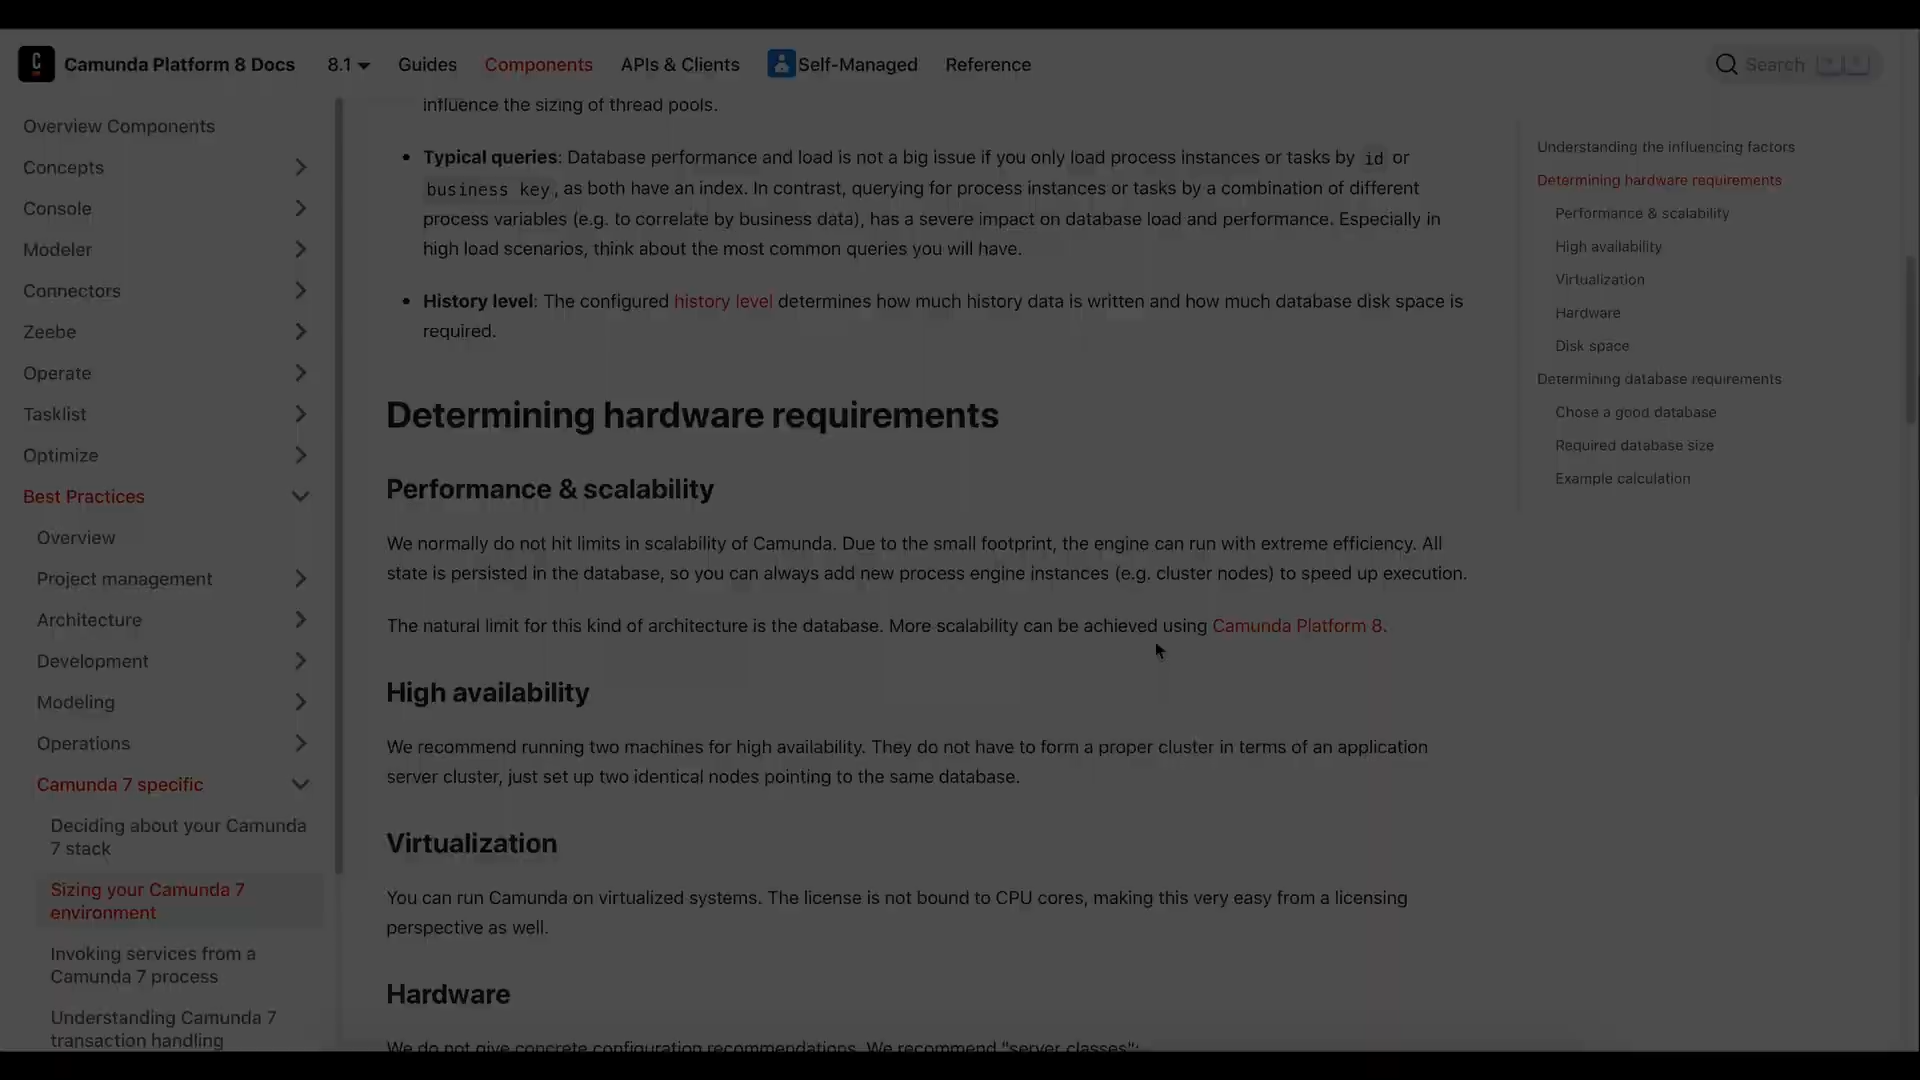 Camunda Platform 8 Docs
8.1
Guides
Components
APIs & Clients
Self-Managed
Reference
Search
Overview Components
Concepts
Console
Modeler
Connectors
Zeebe
Operate
Tasklist
Optimize
Best Practices
Overview
Project management
Architecture
Development
Modeling
Operations
Camunda 7 specific
Deciding about your Camunda
7 stack
Sizing your Camunda 7
environment
Invoking services from a
Camunda 7 process
Understanding Camunda 7
transaction handling
influence the sizing of thread pools.
Typical queries: Database performance and load is not a big issue if you only load process instances or tasks by id or
business key, as both have an index. In contrast, querying for process instances or tasks by a combination of different
process variables (e.g. to correlate by business data), has a severe impact on database load and performance. Especially in
high load scenarios, think about the most common queries you will have.
History level: The configured history level determines how much history data is written and how much database disk space is
required.
Determining hardware requirements
Performance & scalability
We normally do not hit limits in scalability of Camunda. Due to the small footprint, the engine can run with extreme efficiency. All
state is persisted in the database, so you can always add new process engine instances (e.g. cluster nodes) to speed up execution.
The natural limit for this kind of architecture is the database. More scalability can be achieved using Camunda Platform 8.
High availability
We recommend running two machines for high availability. They do not have to form a proper cluster in terms of an application
server cluster, just set up two identical nodes pointing to the same database.
Virtualization
You can run Camunda on virtualized systems. The license is not bound to CPU cores, making this very easy from a licensing
perspective as well.
Hardware
We do not give concrete configuration recommendations. We recommend "server classes":
Understanding the influencing factors
Determining hardware requirements
Performance & scalability
High availability
Virtualization
Hardware
Disk space
Determining database requirements
Chose a good database
Required database size
Example calculation